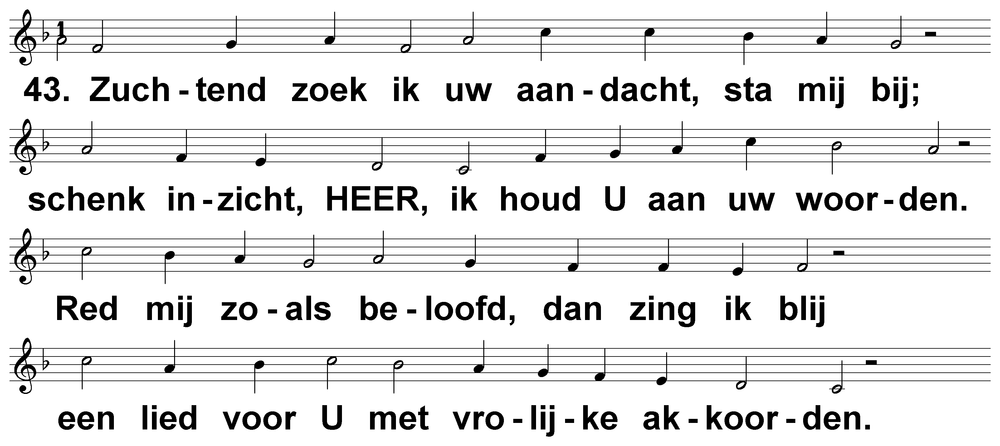 1
43. Zuch-tend zoek ik uw aan-dacht, sta mij bij;
schenk in-zicht, HEER, ik houd U aan uw woor-den.
Red mij zo-als be-loofd, dan zing ik blij
een lied voor U met vro-lij-ke ak-koor-den.